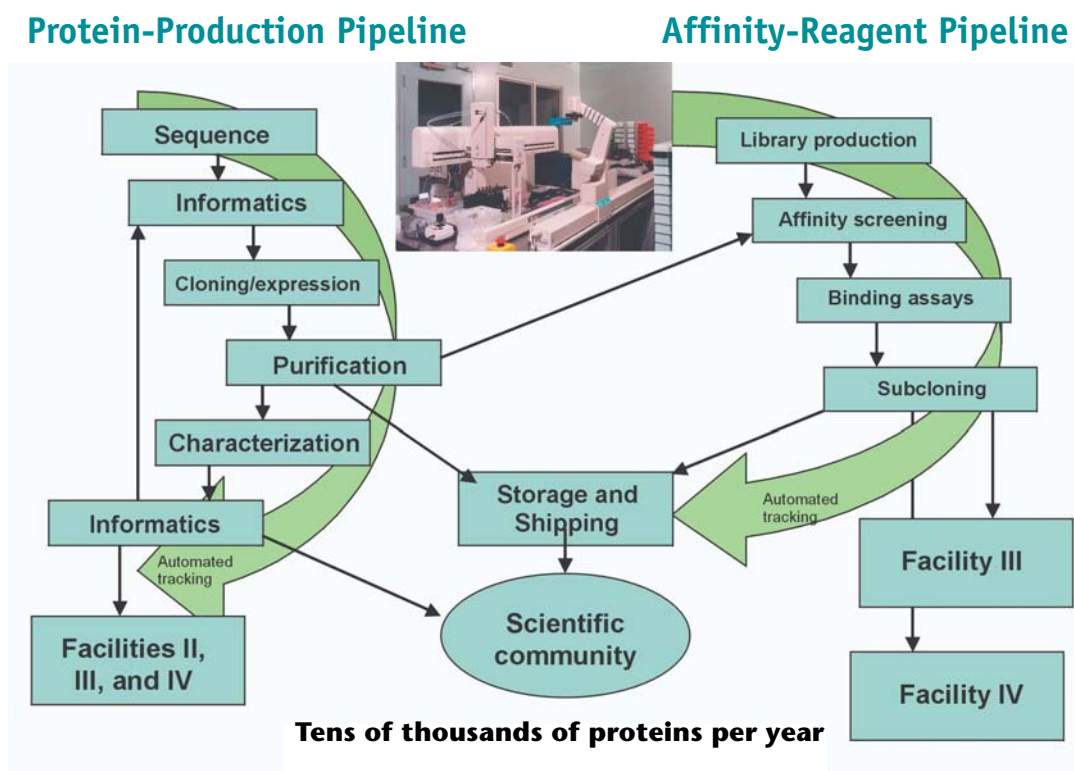 Protein-Production Pipeline
Affinity-Reagent Pipeline
Sequence
Informatics
Cloning/expression
Purification
Characterization
Informatics
Automated
tracking
Facilities II,
III, and IV
Library production
Affinity screening
Binding assays
Subcloning
Automated
tracking
Storage and
Shipping
Scientific
community
Facility III
Facility IV
Tens of thousands of proteins per year